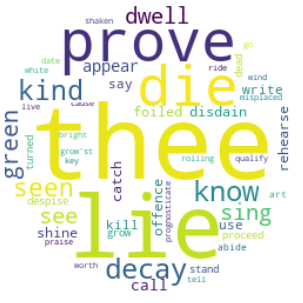 shaken
dwell
date
ride
go
prove
white
appear
cause
dead
mind
kind
die
say
write
misplaced
live
foiled
disdain
green
turned
thee
rehearse
bright
grow'st
rolling
qualify
key
seen
catch
know
art
despise
offence
prognosticate
see
lie
sing
kill
use
shine
grow
proceed
praise
abide
decay
stand
worth
call
tell